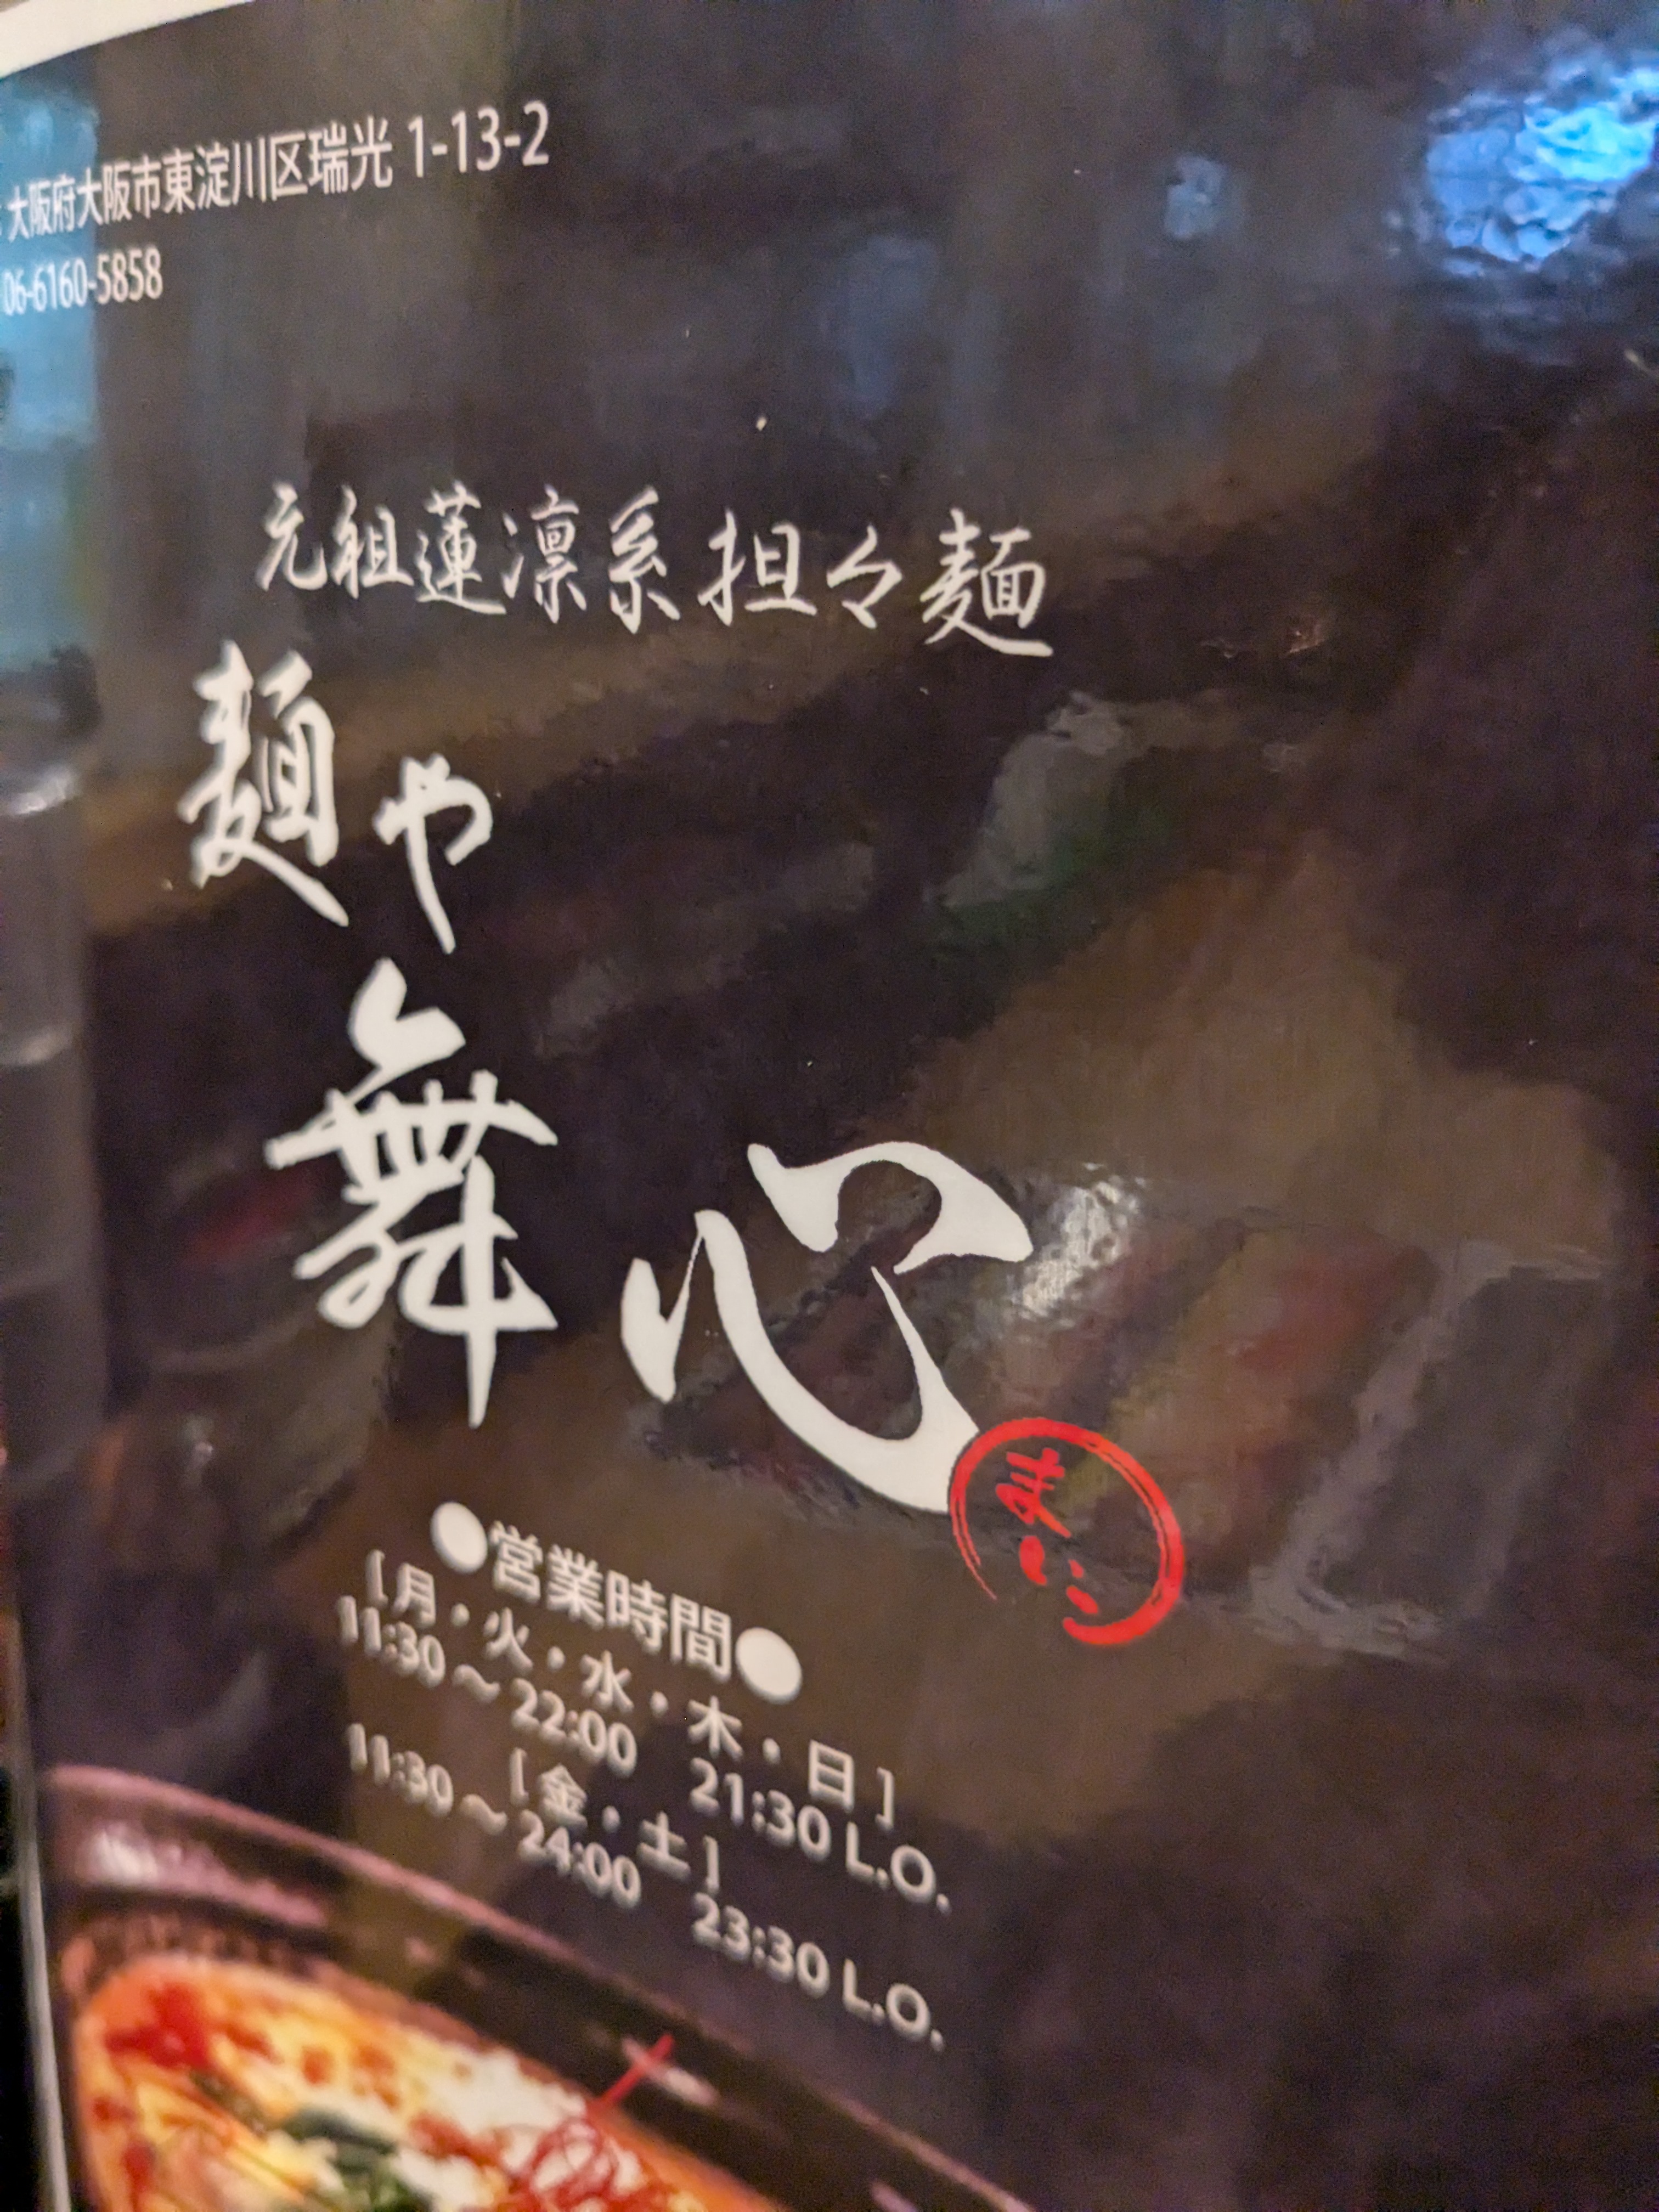 大阪府大阪市東淀川区瑞光 1-13-2
06-6160-5858
元祖蓮凛系担々麺
麺や
舞心
まいこ
●営業時間●
[月・火・水・木・日]
11:30～22:00 21:30 L.O.
[金・土]
11:30～24:00 23:30 L.O.